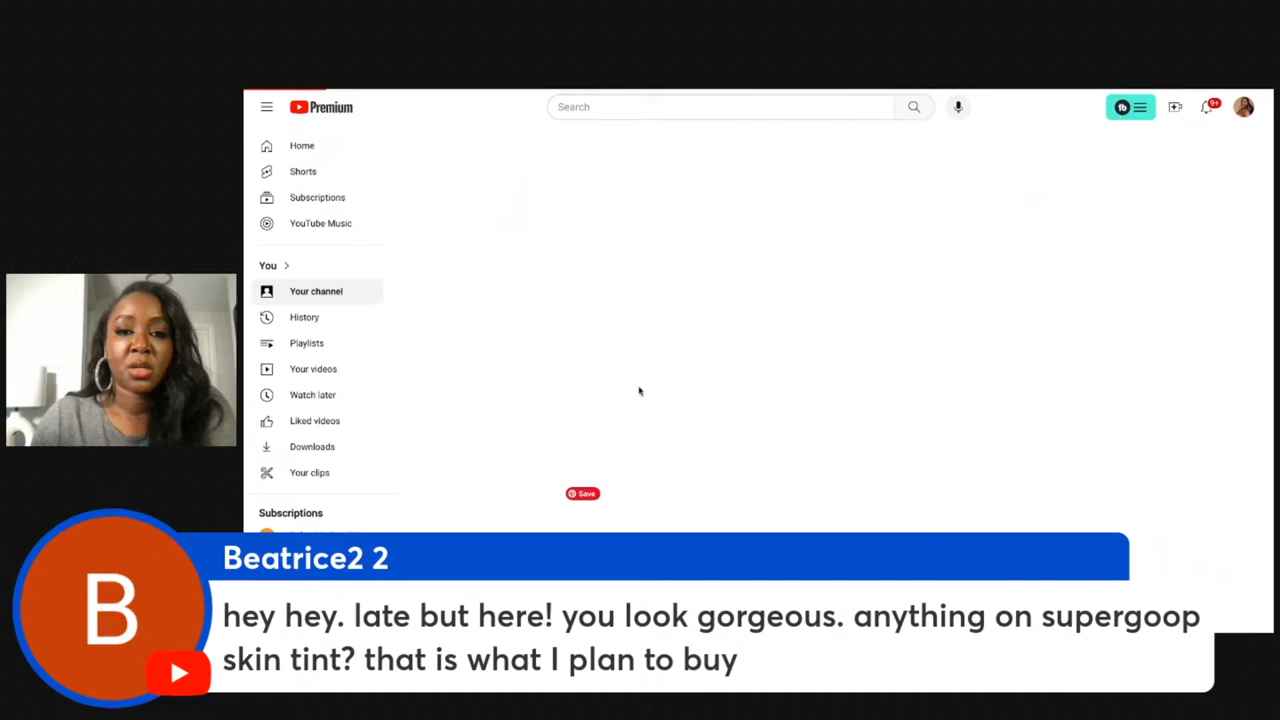 Premium
Search
9+
Home
Shorts
Subscriptions
YouTube Music
You
Your channel
History
Playlists
Your videos
Watch later
Liked videos
Downloads
Your clips
Save
Subscriptions
B
Beatrice2 2
hey hey. late but here! you look gorgeous. anything on supergoop
skin tint? that is what I plan to buy